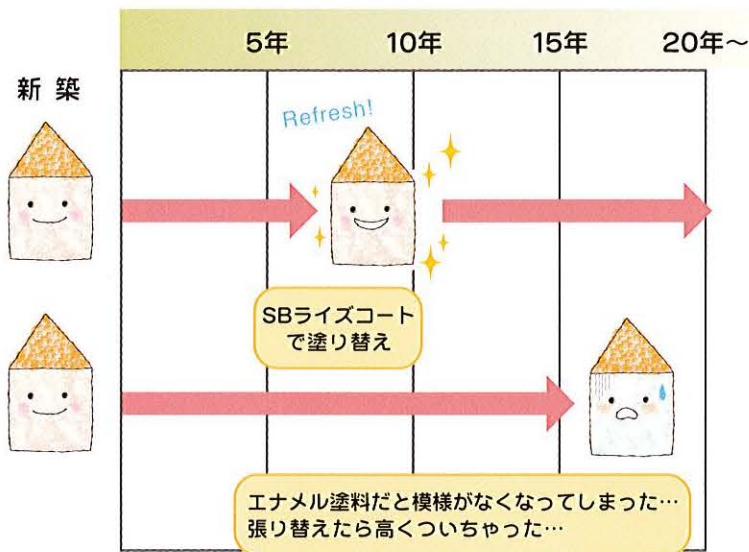 5年 10年 15年 20年～
新築
Refresh!
SBライズコート
で塗り替え
エナメル塗料だと模様がなくなってしまった…
張り替えたら高くついちゃった…